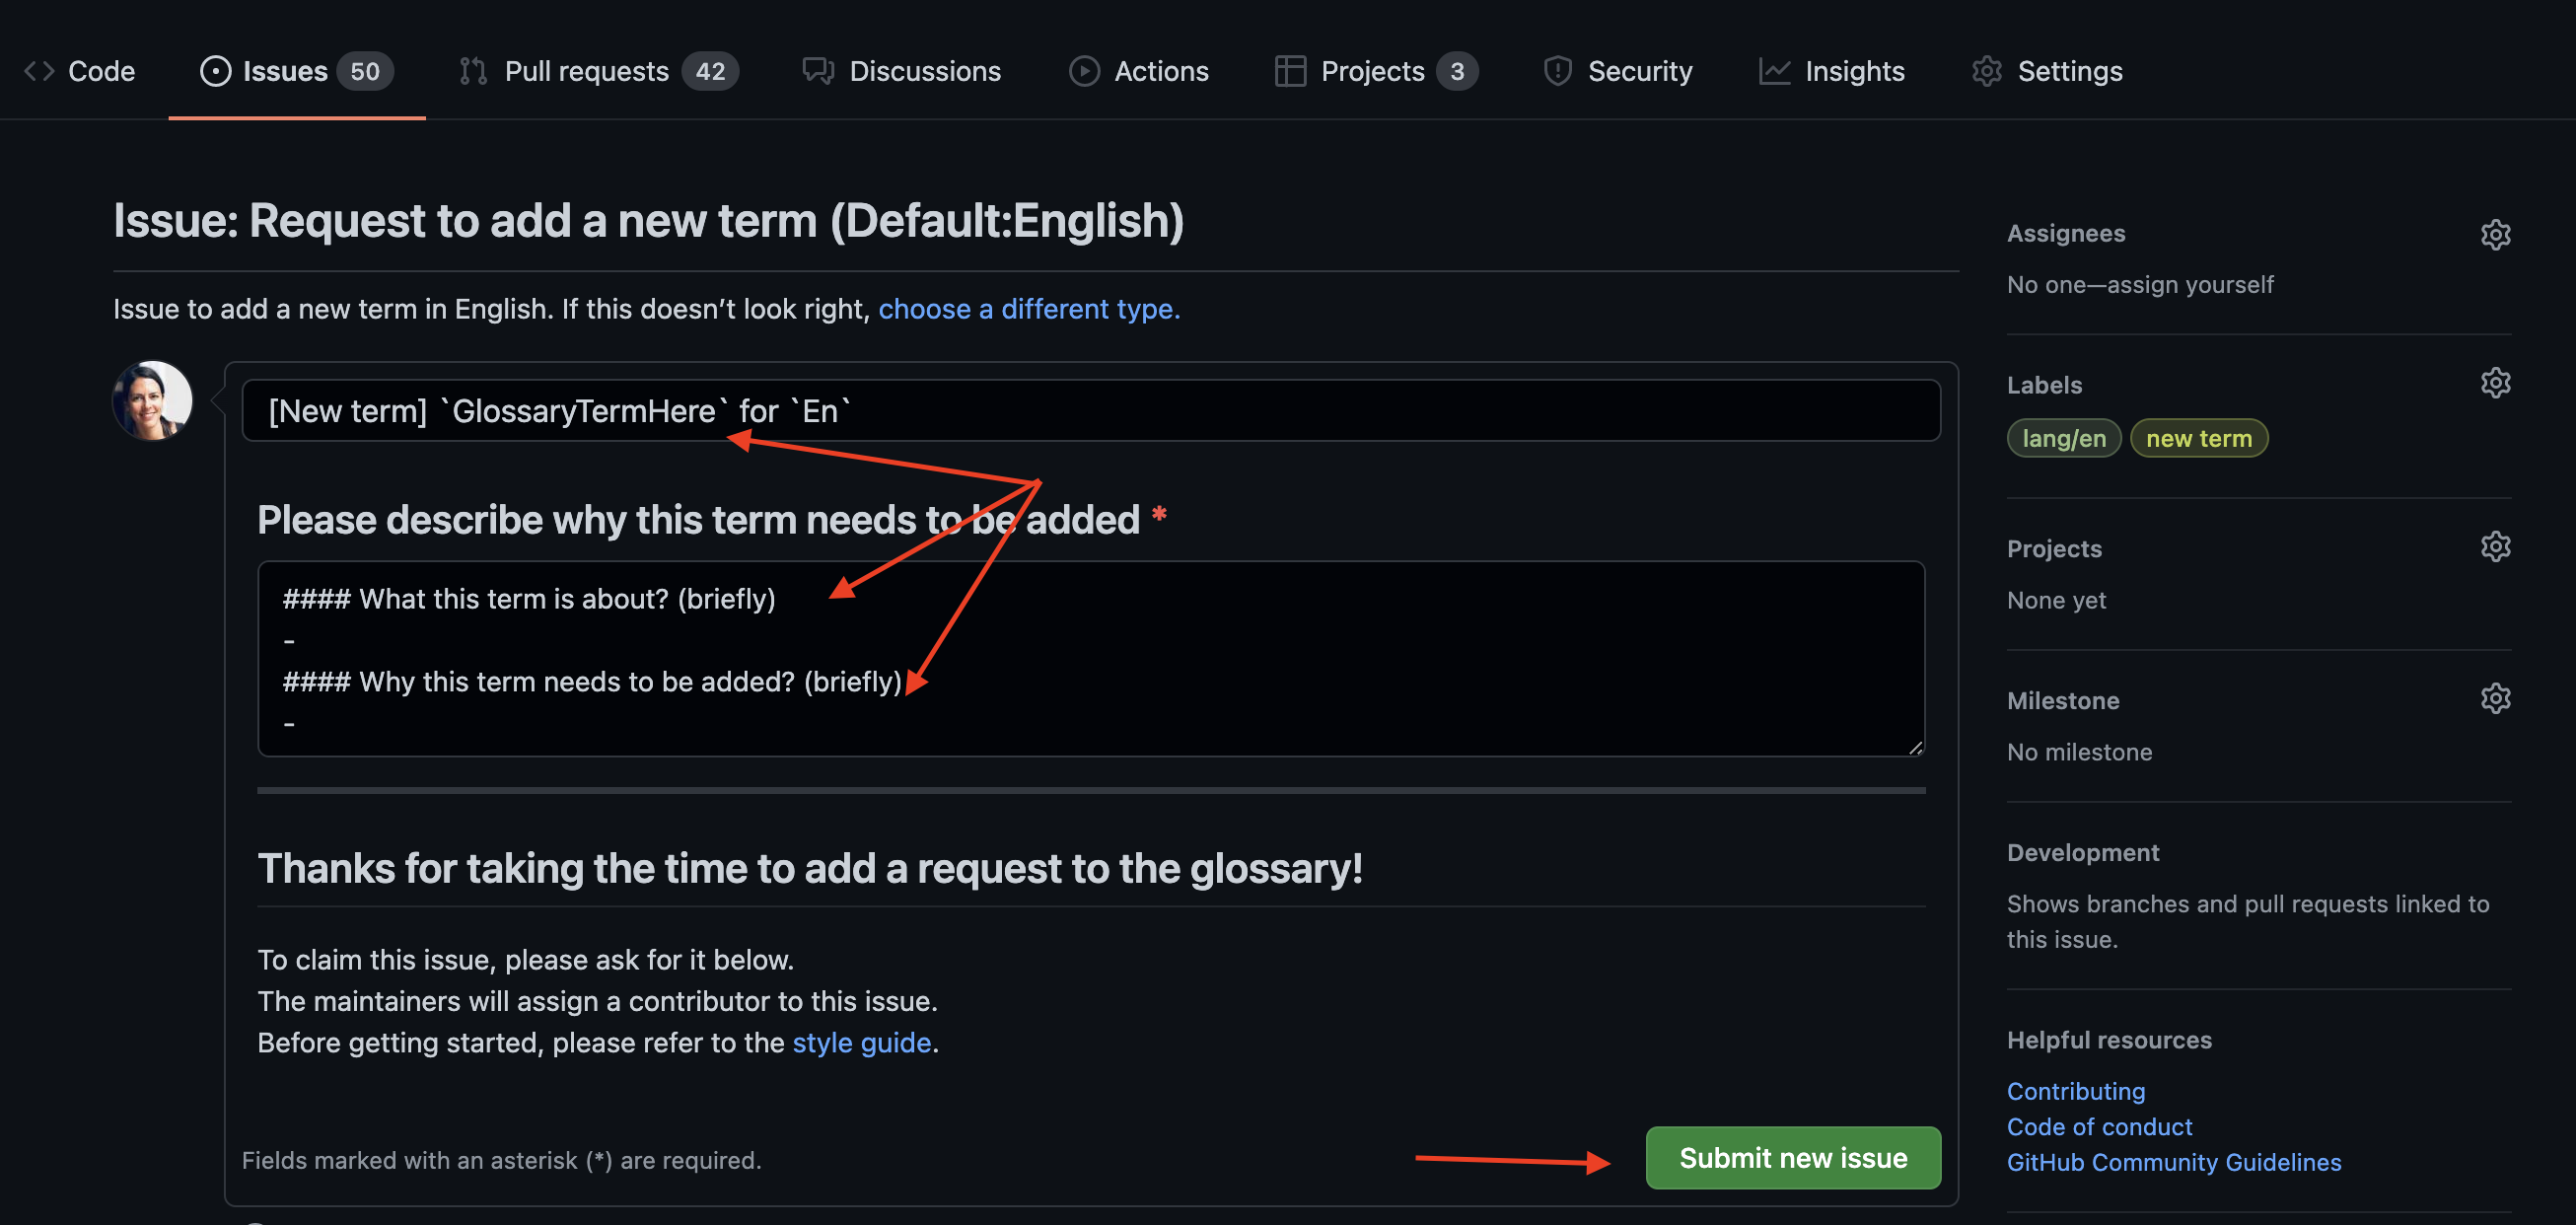 Code Issues 50 Pull requests 42 Discussions Actions Projects 3 Security Insights Settings
Issue: Request to add a new term (Default:English)
Issue to add a new term in English. If this doesn’t look right, choose a different type.
[New term] `GlossaryTermHere` for `En`
Please describe why this term needs to be added *
#### What this term is about? (briefly)
-
#### Why this term needs to be added? (briefly)
-
Thanks for taking the time to add a request to the glossary!
To claim this issue, please ask for it below.
The maintainers will assign a contributor to this issue.
Before getting started, please refer to the style guide.
Fields marked with an asterisk (*) are required.
Submit new issue
Assignees
No one—assign yourself
Labels
lang/en new term
Projects
None yet
Milestone
No milestone
Development
Shows branches and pull requests linked to
this issue.
Helpful resources
Contributing
Code of conduct
GitHub Community Guidelines